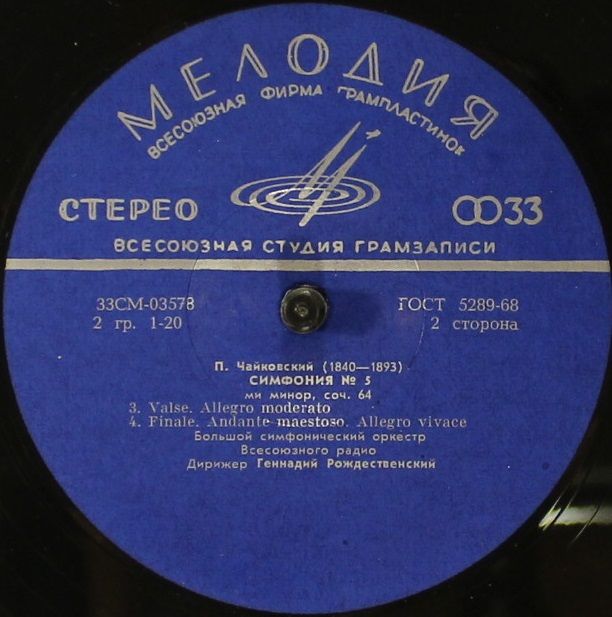 МЕЛОДИЯ
ВСЕСОЮЗНАЯ ФИРМА ГРАМПЛАСТИНОК
СТЕРЕО
33
ВСЕСОЮЗНАЯ СТУДИЯ ГРАМЗАПИСИ
33СМ-03578
ГОСТ 5289-68
2 гр. 1-20
2 сторона
П. Чайковский (1840—1893)
СИМФОНИЯ № 5
ми минор, соч. 64
3. Valse. Allegro moderato
4. Finale. Andante maestoso. Allegro vivace
Большой симфонический оркестр
Всесоюзного радио
Дирижер Геннадий Рождественский